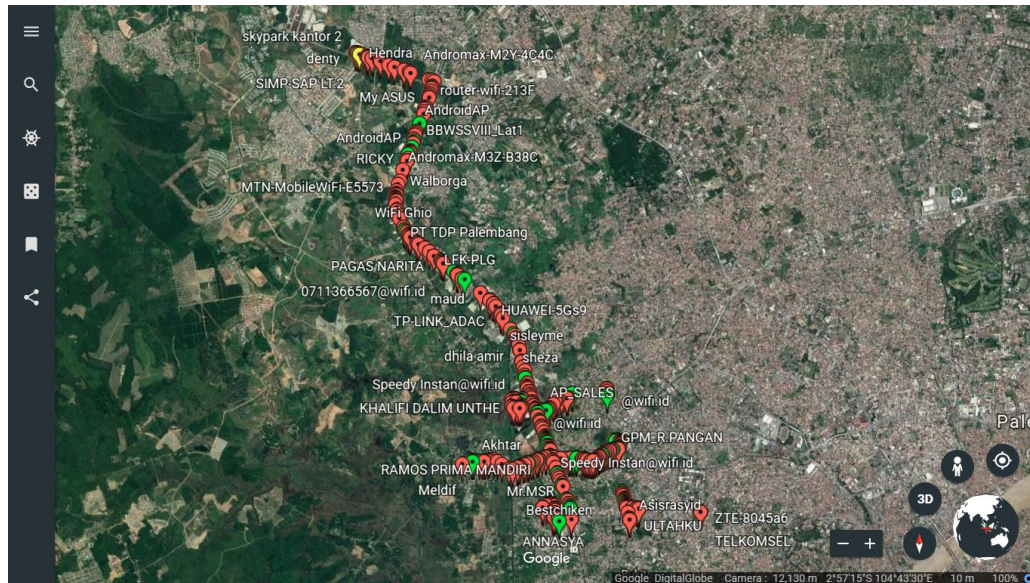 skypark kantor 2
Hendra
Andromax-M2Y-4C4C
denty
SIMP-SAP LT.2
router-wifi-213F
My ASUS
AndroidAP
BBWSSVIII_Lat1
AndroidAP
RICKY
Andromax-M3Z-B38C
Walborga
MTN-MobileWiFi-E5573
WiFi Ghio
PT TDP Palembang
LFK-PLG
PAGAS NARITA
0711366567@wifi.id
maud
HUAWEI-5Gs9
TP-LINK_ADAC
sisleyme
dhila amir
sheza
Speedy Instan@wifi.id
AP_SALES
@wifi.id
KHALIFI DALIM UNTHE
@wifi.id
Pale
GPM_R.PANGAN
Akhtar
RAMOS PRIMA MANDIRI
Speedy Instan@wifi.id
Meldif
Mr.MSR
3D
Bestchiken
Asisrasyid
ULTAHKU
ZTE-8045a6
TELKOMSEL
ANNASYA
Google
Google DigitalGlobe Camera : 12,130 m 2°57'15"S 104°43'30"E 10 m 100%